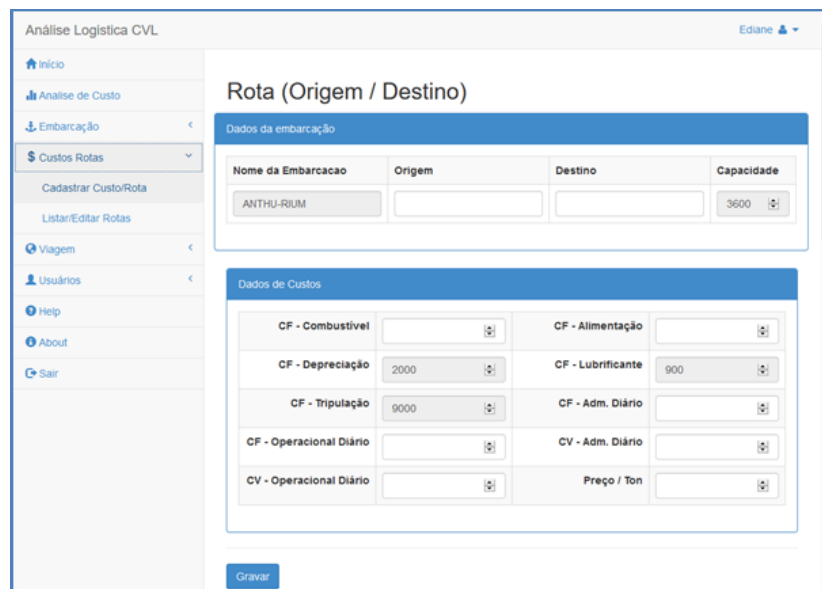 Análise Logística CVL
Ediane
Início
Analise de Custo
Embarcação
$ Custos Rotas
Cadastrar Custo/Rota
Listar/Editar Rotas
Viagem
Usuários
Help
About
Sair
Rota (Origem / Destino)
Dados da embarcação
Nome da Embarcacao Origem Destino Capacidade
ANTHU-RIUM 3600
Dados de Custos
CF - Combustível CF - Alimentação
CF - Depreciação 2000 CF - Lubrificante 900
CF - Tripulação 9000 CF - Adm. Diário
CF - Operacional Diário CV - Adm. Diário
CV - Operacional Diário Preço / Ton
Gravar